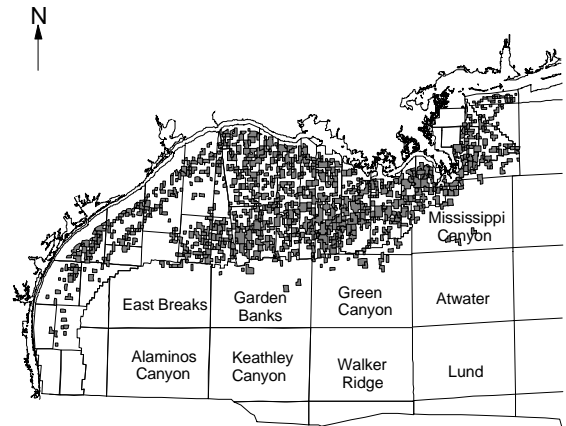 N
Mississippi
Canyon
East Breaks
Garden
Banks
Green
Canyon
Atwater
Alaminos
Canyon
Keathley
Canyon
Walker
Ridge
Lund